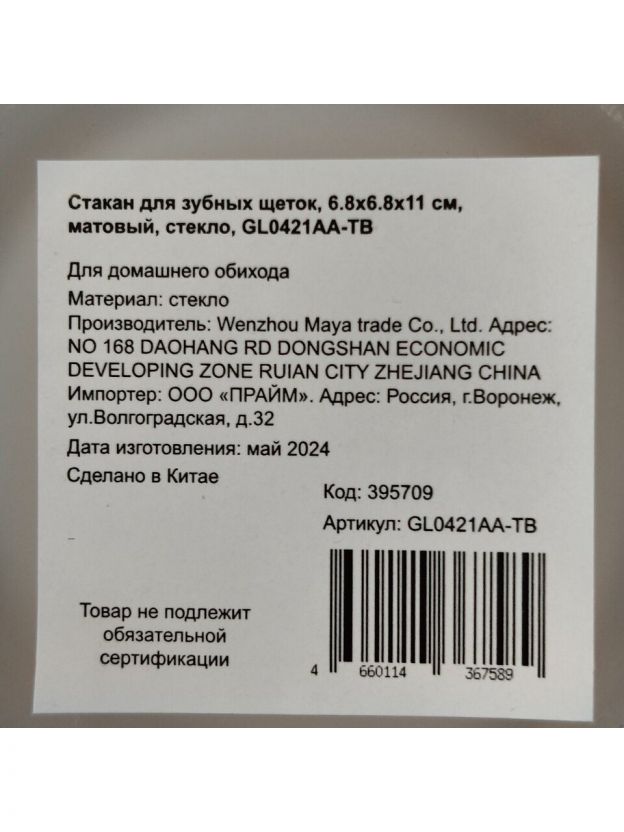 Стакан для зубных щеток, 6.8х6.8х11 см,
матовый, стекло, GL0421AA-TB
Для домашнего обихода
Материал: стекло
Производитель: Wenzhou Maya trade Co., Ltd. Адрес:
NO 168 DAOHANG RD DONGSHAN ECONOMIC
DEVELOPING ZONE RUIAN CITY ZHEJIANG CHINA
Импортер: ООО «ПРАЙМ». Адрес: Россия, г.Воронеж,
ул.Волгоградская, д.32
Дата изготовления: май 2024
Сделано в Китае
Код: 395709
Артикул: GL0421AA-TB
Товар не подлежит
обязательной
сертификации
4 660114 367589